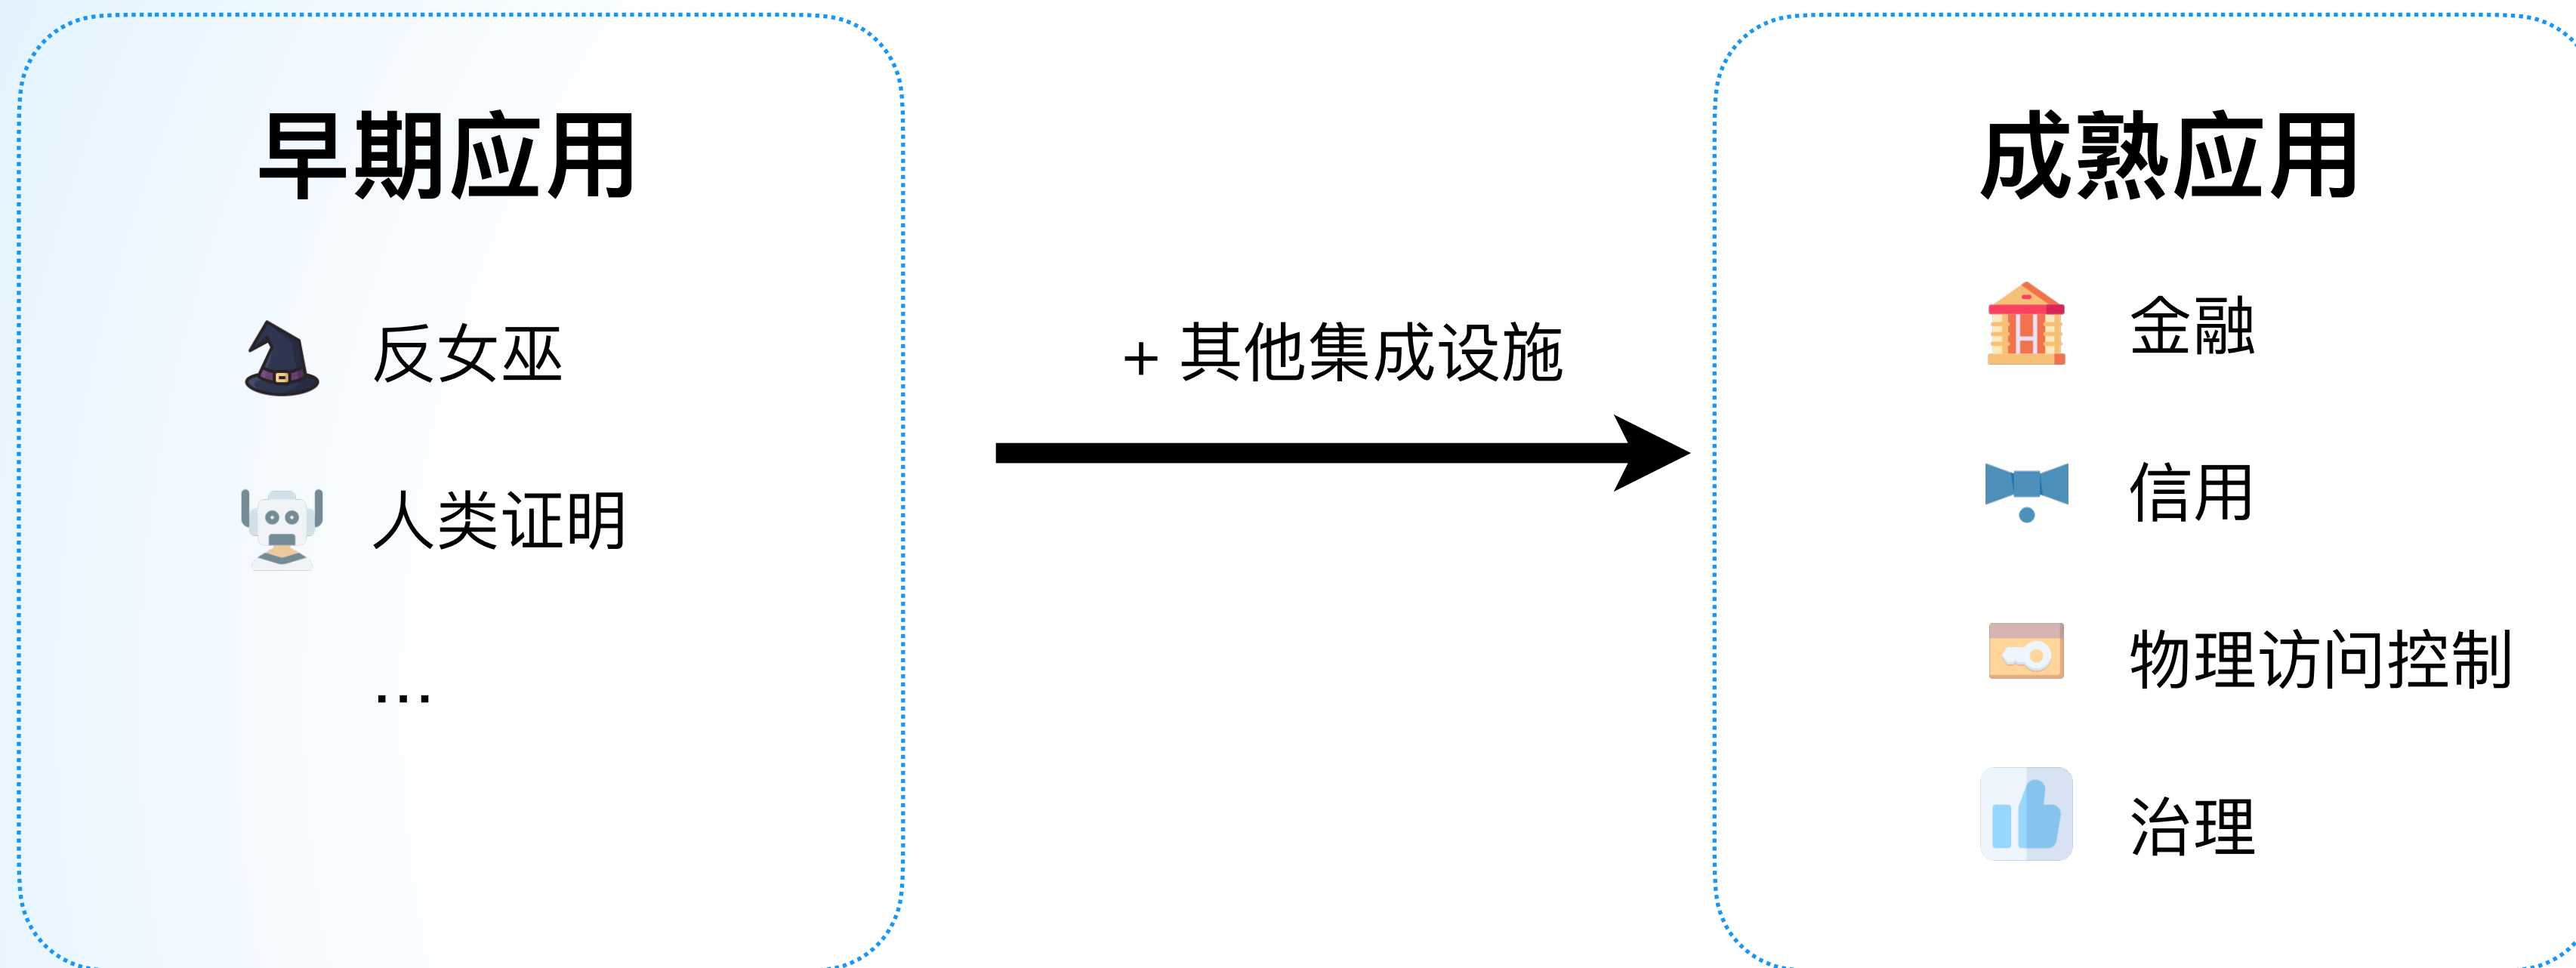 早期应用
反女巫
人类证明
...
+ 其他集成设施
成熟应用
金融
信用
物理访问控制
治理